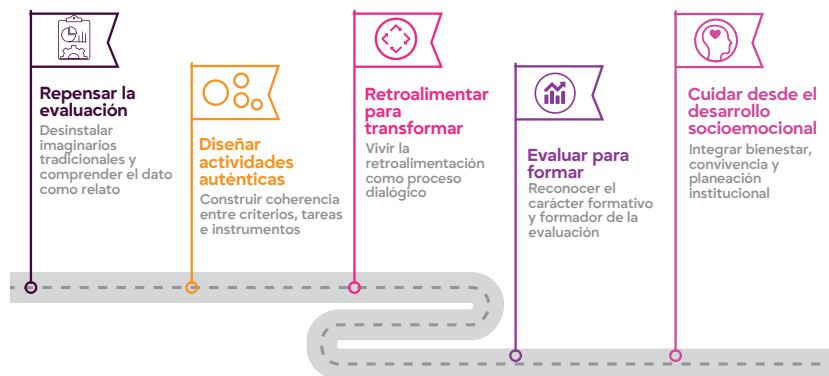 Repensar la
evaluación
Desinstalar
imaginarios
tradicionales y
comprender el dato
como relato
Diseñar
actividades
auténticas
Construir coherencia
entre criterios, tareas
e instrumentos
Retroalimentar
para
transformar
Vivir la
retroalimentación
como proceso
dialógico
Evaluar para
formar
Reconocer el
carácter formativo
y formador de la
evaluación
Cuidar desde el
desarrollo
socioemocional
Integrar bienestar,
convivencia y
planeación
institucional